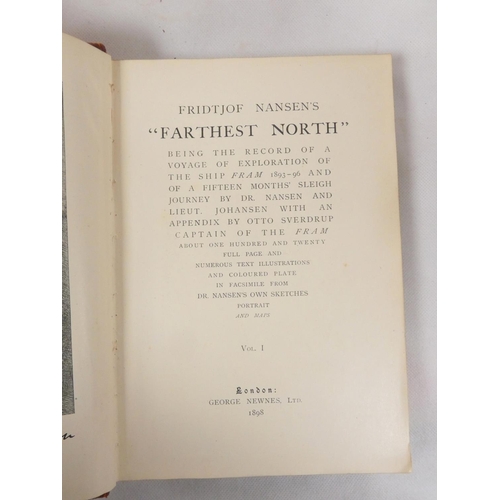 FRIDTJOF NANSEN'S
"FARTHEST NORTH"
BEING THE RECORD OF A
VOYAGE OF EXPLORATION OF
THE SHIP FRAM 1893-96 AND
OF A FIFTEEN MONTHS' SLEIGH
JOURNEY BY DR. NANSEN AND
LIEUT. JOHANSEN WITH AN
APPENDIX BY OTTO SVERDRUP
CAPTAIN OF THE FRAM
ABOUT ONE HUNDRED AND TWENTY
FULL PAGE AND
NUMEROUS TEXT ILLUSTRATIONS
AND COLOURED PLATE
IN FACSIMILE FROM
DR. NANSEN'S OWN SKETCHES
PORTRAIT
AND MAPS
VOL. I
London:
GEORGE NEWNES, LTD
1898